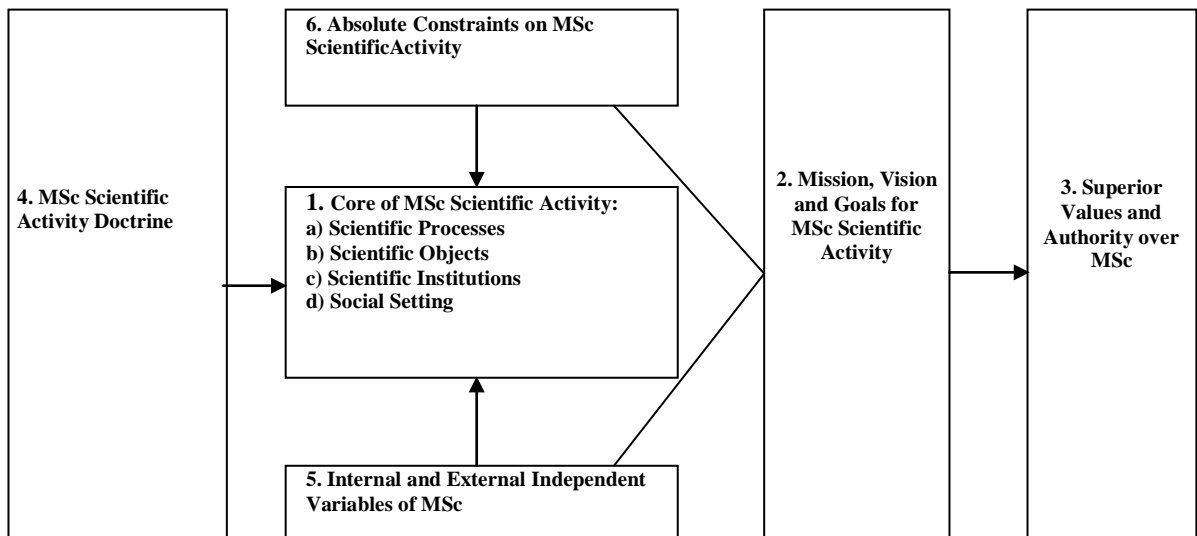 6. Absolute Constraints on MSc
ScientificActivity
4. MSc Scientific
Activity Doctrine
1. Core of MSc Scientific Activity:
a) Scientific Processes
b) Scientific Objects
c) Scientific Institutions
d) Social Setting
2. Mission, Vision
and Goals for
MSc Scientific
Activity
3. Superior
Values and
Authority over
MSc
5. Internal and External Independent
Variables of MSc